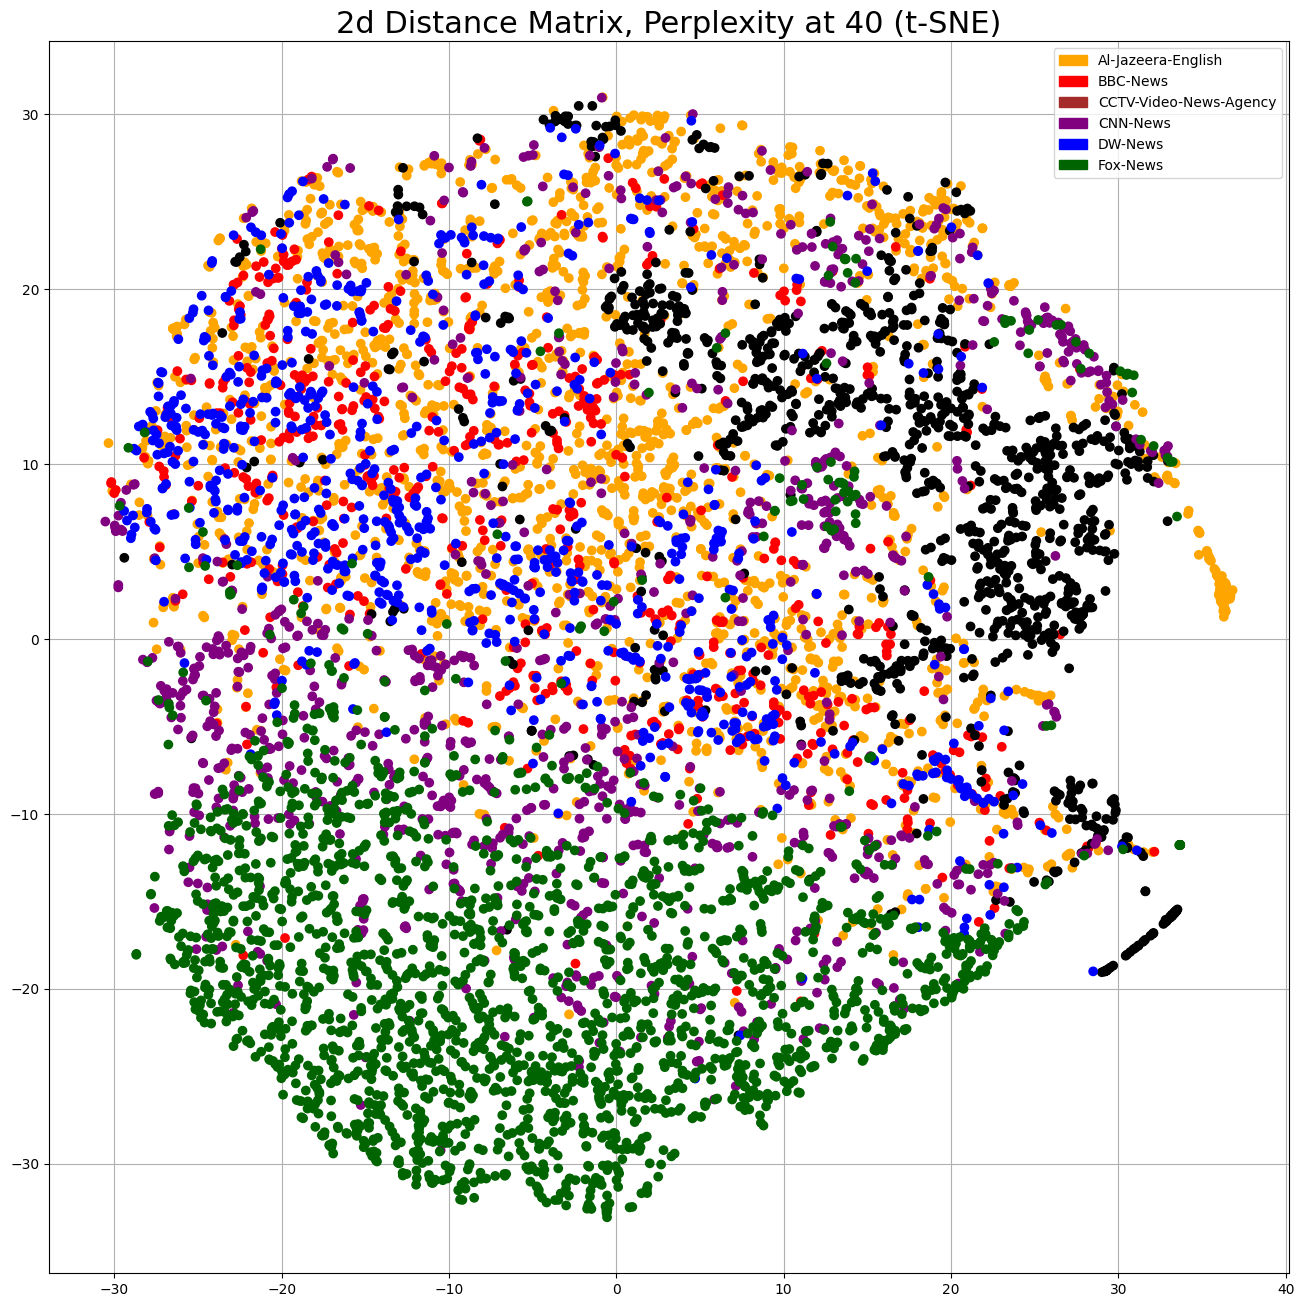 2d Distance Matrix, Perplexity at 40 (t-SNE)
Al-Jazeera-English
BBC-News
CCTV-Video-News-Agency
CNN-News
DW-News
Fox-News
30
20
10
0
−10
−20
−30
−30 −20 −10 0 10 20 30 40